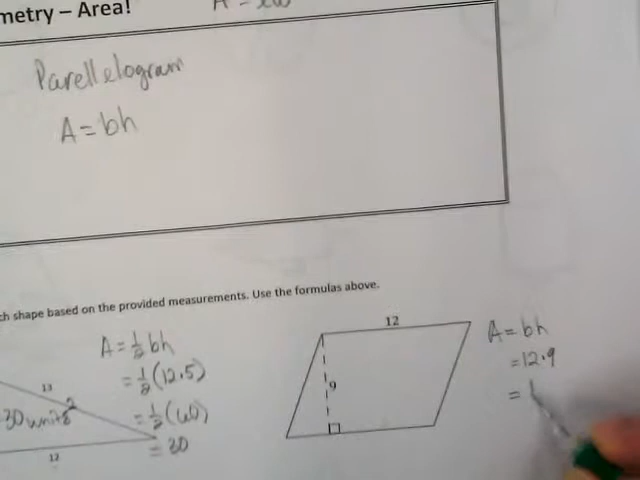 metry – Area!
Parellelogram
A = bh
ch shape based on the provided measurements. Use the formulas above.
13
30 units²
12
A = ½ bh
= ½ (12·5)
= ½ (60)
= 30
12
9
A = bh
= 12·9
= 1